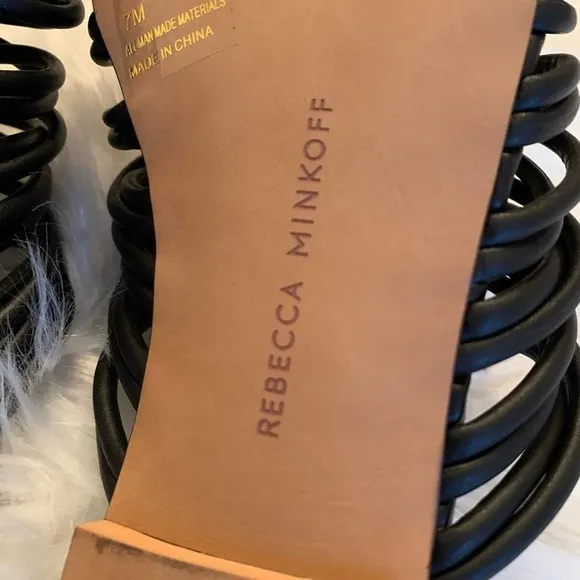 7M
ALL MAN MADE MATERIALS
MADE IN CHINA
REBECCA MINKOFF